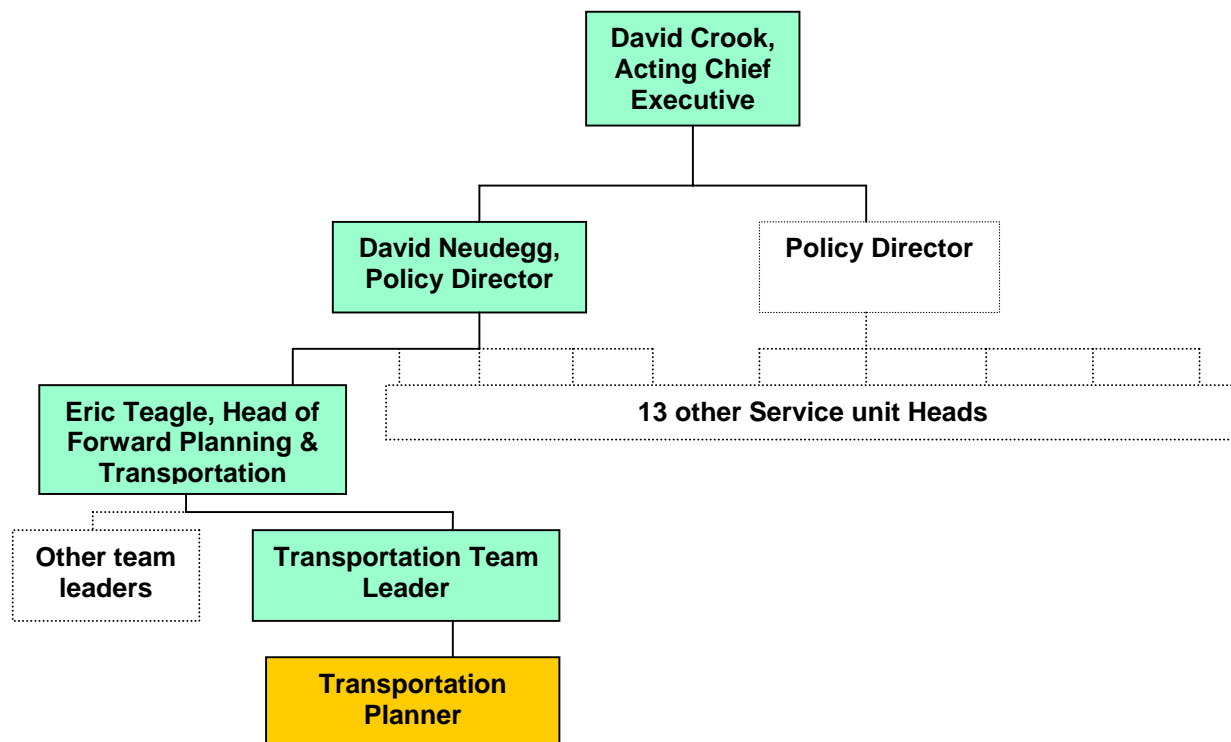 David Crook,
Acting Chief
Executive
David Neudegg,
Policy Director
Policy Director
Eric Teagle, Head of
Forward Planning &
Transportation
13 other Service unit Heads
Other team
leaders
Transportation Team
Leader
Transportation
Planner